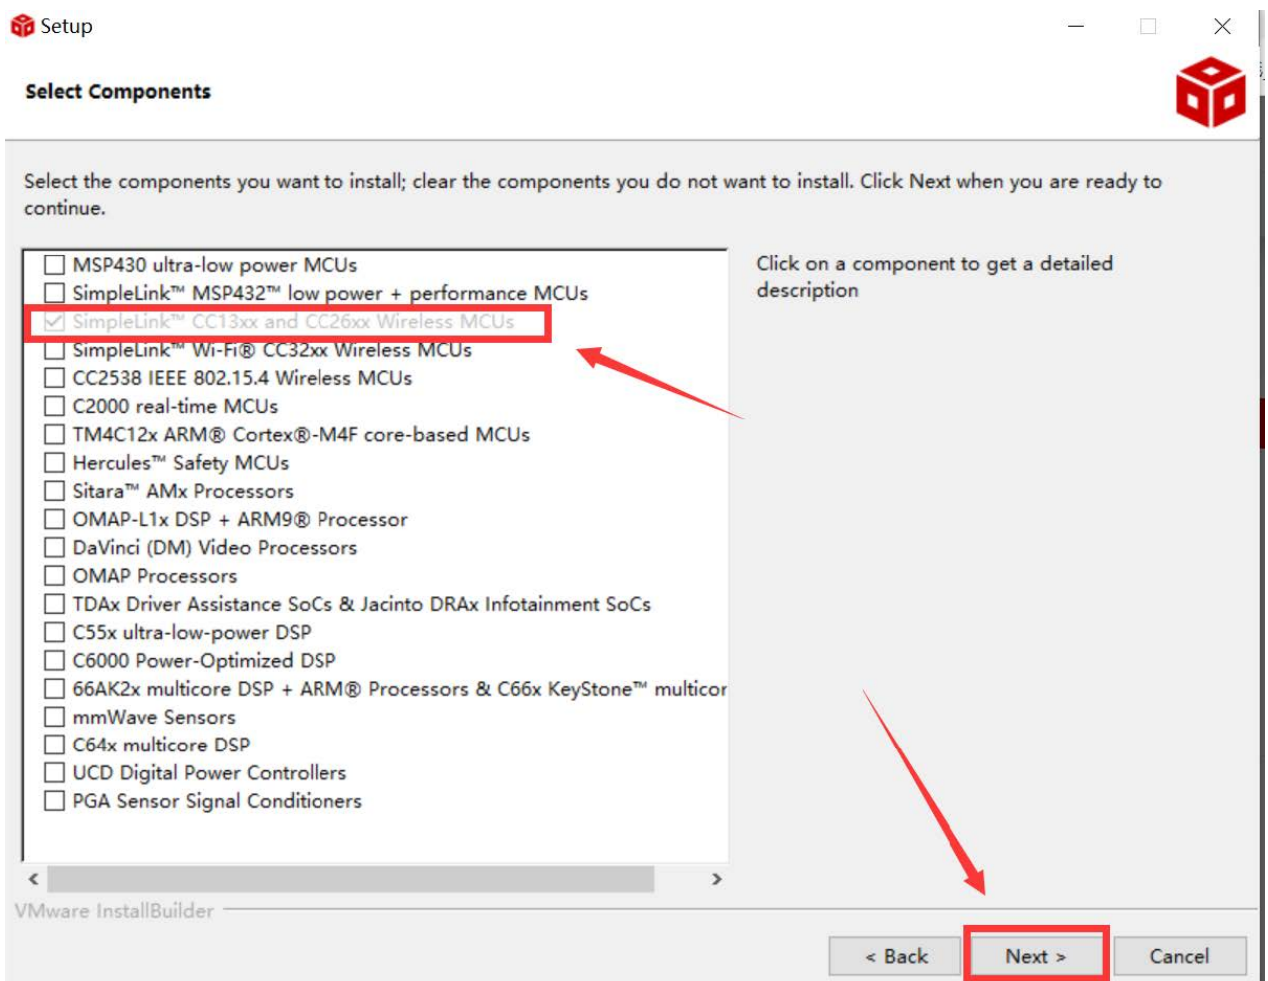 Setup
Select Components
Select the components you want to install; clear the components you do not want to install. Click Next when you are ready to
continue.
MSP430 ultra-low power MCUs
SimpleLink™ MSP432™ low power + performance MCUs
SimpleLink™ CC13xx and CC26xx Wireless MCUs
SimpleLink™ Wi-Fi® CC32xx Wireless MCUs
CC2538 IEEE 802.15.4 Wireless MCUs
C2000 real-time MCUs
TM4C12x ARM® Cortex®-M4F core-based MCUs
Hercules™ Safety MCUs
Sitara™ AMx Processors
OMAP-L1x DSP + ARM9® Processor
DaVinci (DM) Video Processors
OMAP Processors
TDAx Driver Assistance SoCs & Jacinto DRAx Infotainment SoCs
C55x ultra-low-power DSP
C6000 Power-Optimized DSP
66AK2x multicore DSP + ARM® Processors & C66x KeyStone™ multicor
mmWave Sensors
C64x multicore DSP
UCD Digital Power Controllers
PGA Sensor Signal Conditioners
Click on a component to get a detailed
description
VMware InstallBuilder
< Back
Next >
Cancel